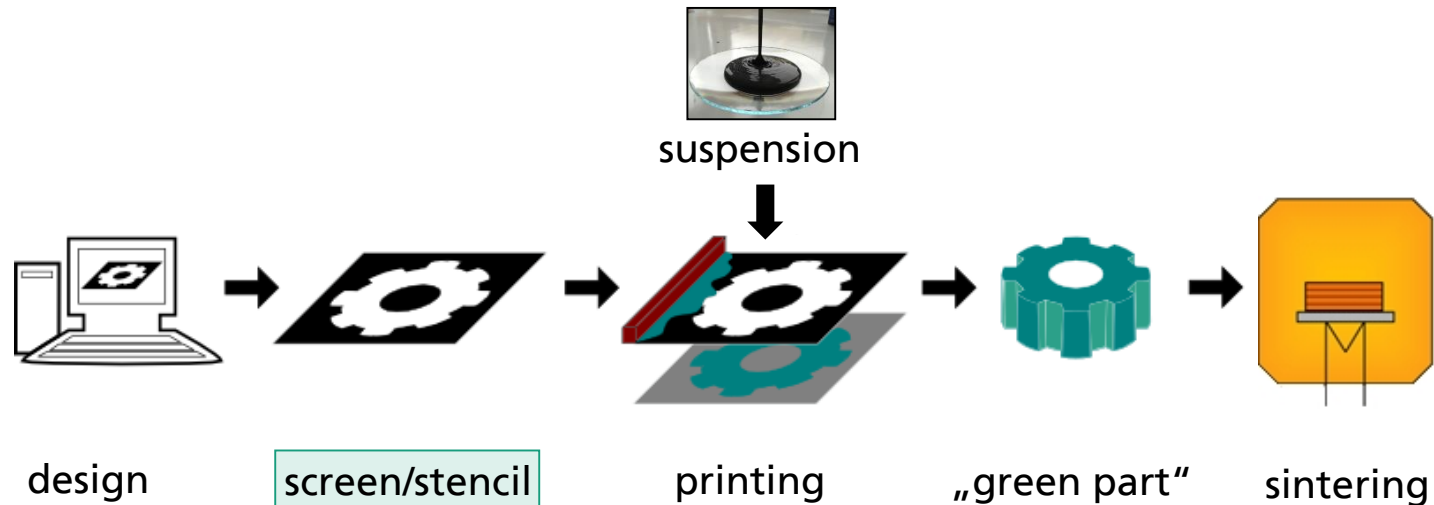 suspension
design
screen/stencil
printing
„green part“
sintering